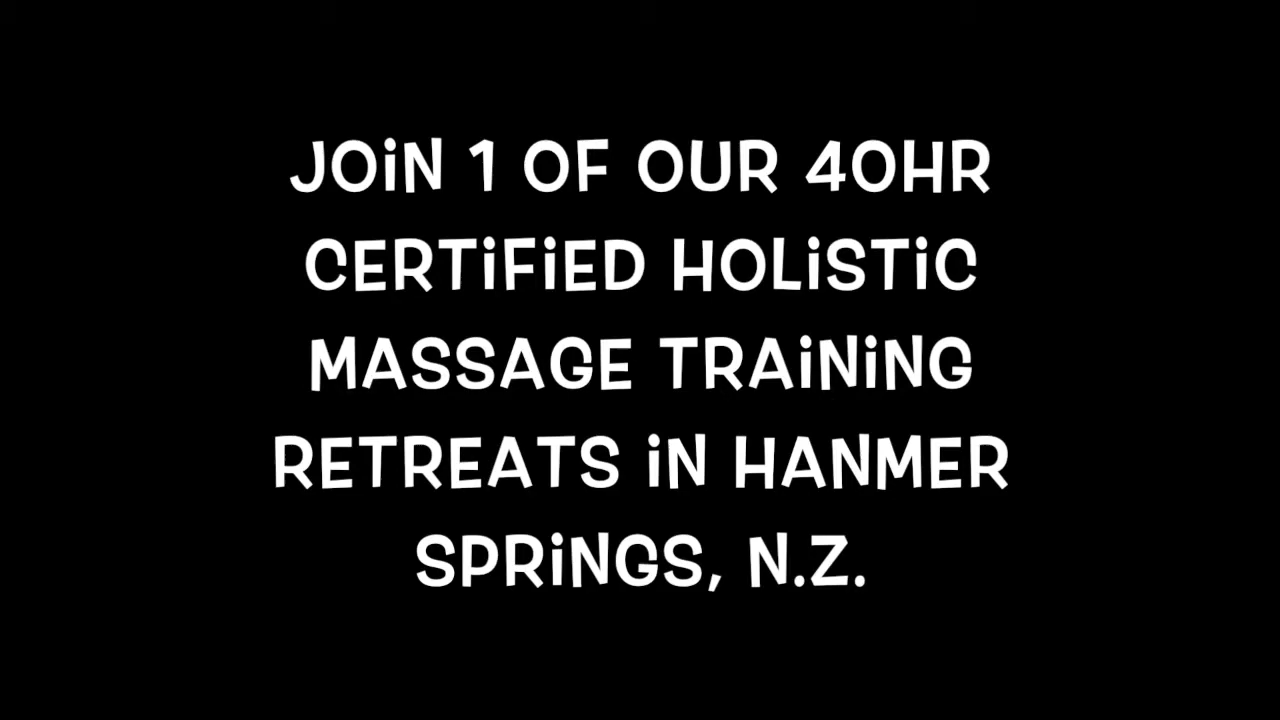 JOiN 1 OF OUR 40HR
CERTiFiED HOLiSTiC
MASSAGE TRAiNiNG
RETREATS iN HANMER
SPRiNGS, N.Z.